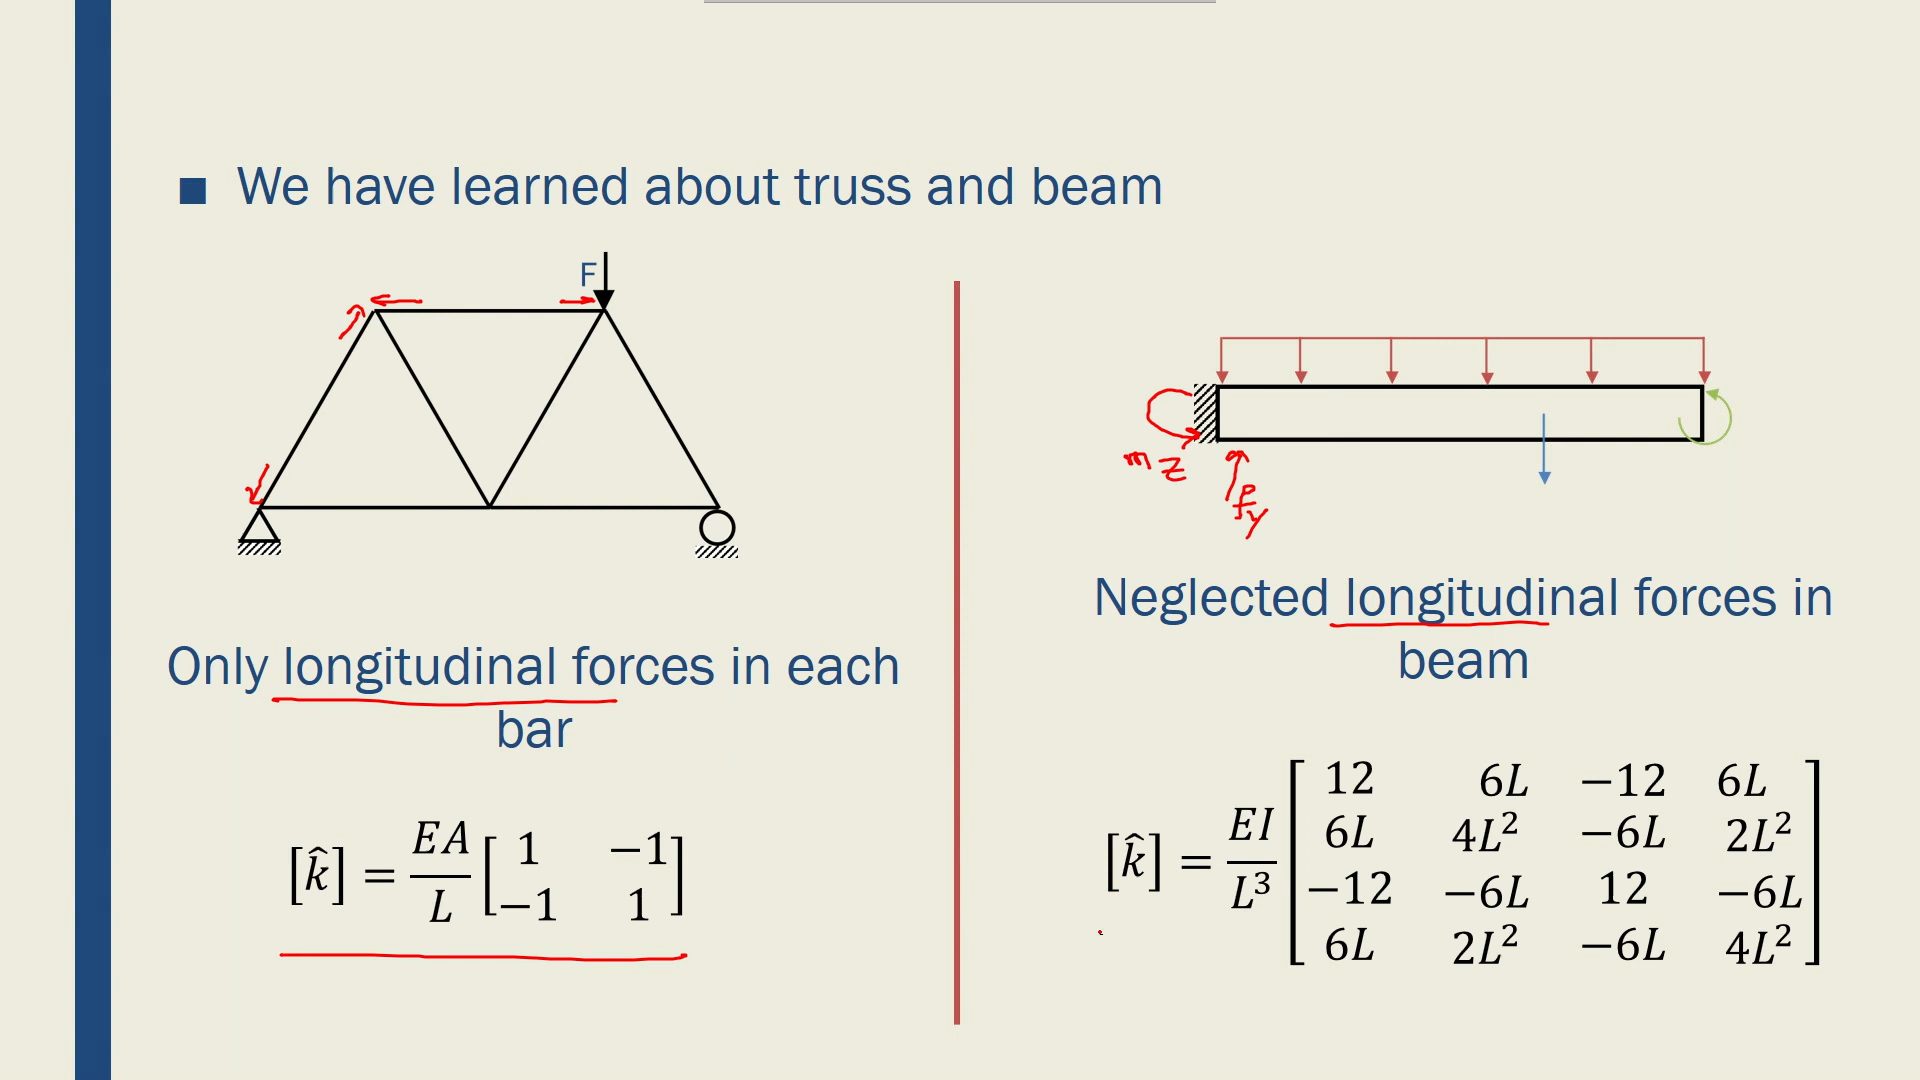 ■ We have learned about truss and beam
F
Only longitudinal forces in each
bar
[k̂] = EA/L [1 −1
−1 1]
mz
fy
Neglected longitudinal forces in
beam
[k̂] = EI/L³ [12 6L −12 6L
6L 4L² −6L 2L²
−12 −6L 12 −6L
6L 2L² −6L 4L²]